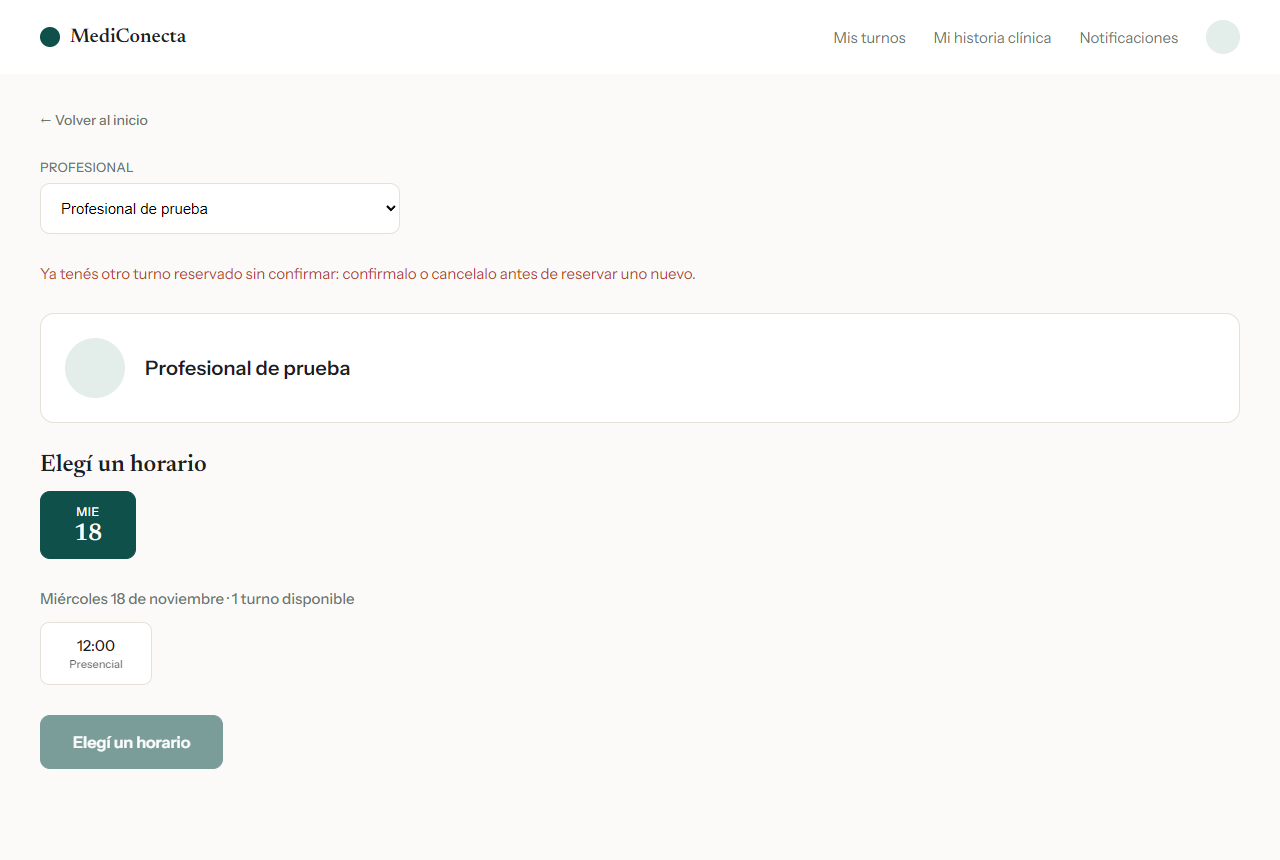 MediConecta
Mis turnos
Mi historia clínica
Notificaciones
← Volver al inicio
PROFESIONAL
Profesional de prueba
Ya tenés otro turno reservado sin confirmar: confirmalo o cancelalo antes de reservar uno nuevo.
Profesional de prueba
Elegí un horario
MIE
18
Miércoles 18 de noviembre · 1 turno disponible
12:00
Presencial
Elegí un horario